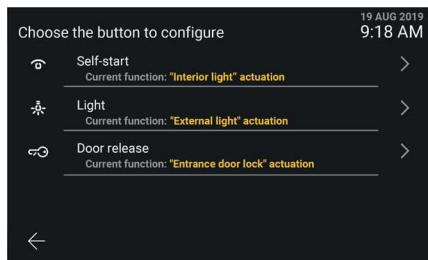 19 AUG 2019
Choose the button to configure
9:18 AM
Self-start
Current function: "Interior light" actuation
Light
Current function: "External light" actuation
Door release
Current function: "Entrance door lock" actuation